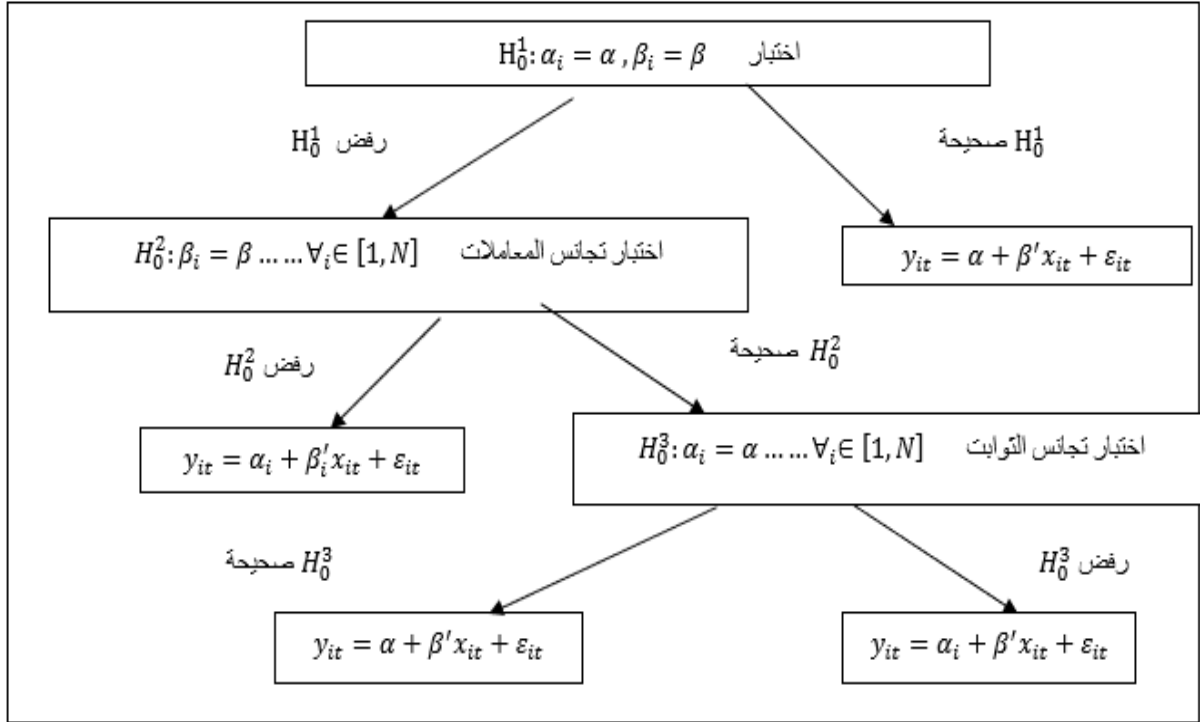 اختبار H₀¹: αᵢ = α , βᵢ = β
رفض H₀¹
H₀¹ صحيحة
اختبار تجانس المعاملات H₀²: βᵢ = β … … ∀ᵢ∈ [1, N]
yᵢₜ = α + β′xᵢₜ + εᵢₜ
رفض H₀²
H₀² صحيحة
yᵢₜ = αᵢ + βᵢ′xᵢₜ + εᵢₜ
اختبار تجانس الثوابت H₀³: αᵢ = α … … ∀ᵢ∈ [1, N]
H₀³ صحيحة
رفض H₀³
yᵢₜ = α + β′xᵢₜ + εᵢₜ
yᵢₜ = αᵢ + β′xᵢₜ + εᵢₜ